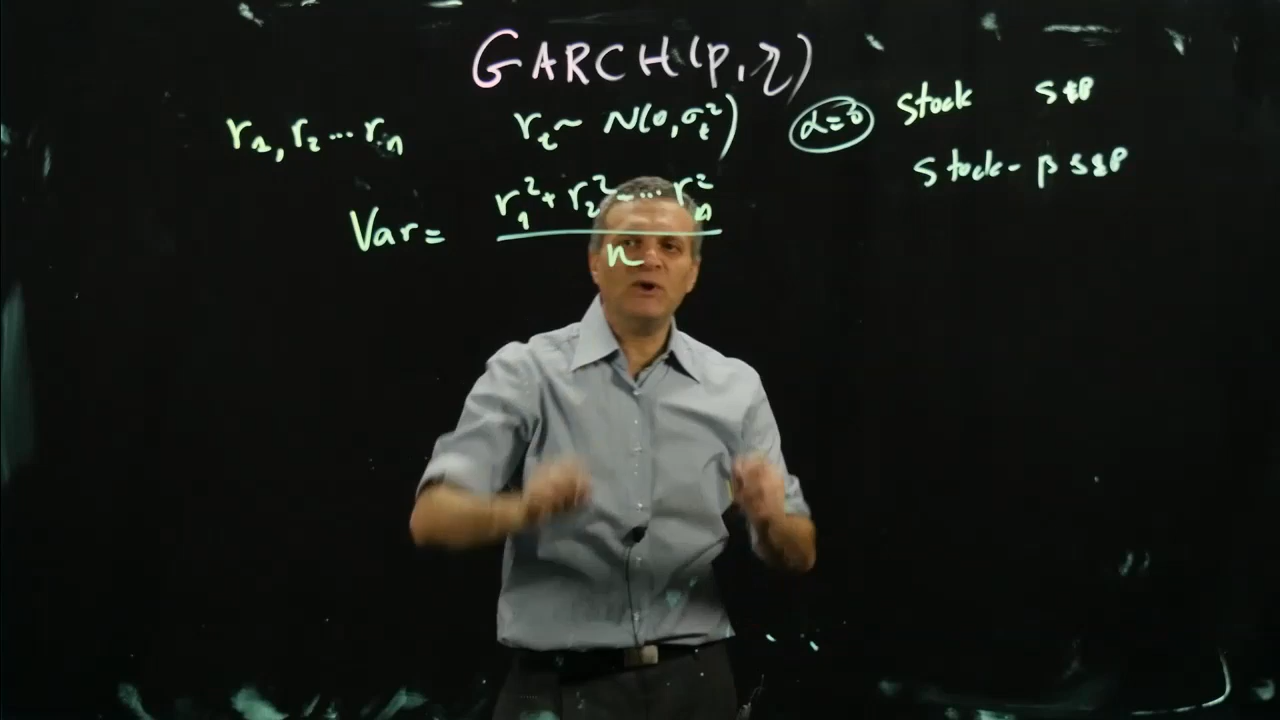 GARCH(p,q)
r₁, r₂ ... rₙ
rₜ ~ N(0, σₜ²)
α=0
Stock S&P
Stock - β S&P
Var = (r₁² + r₂² + ... rₙ²) / n